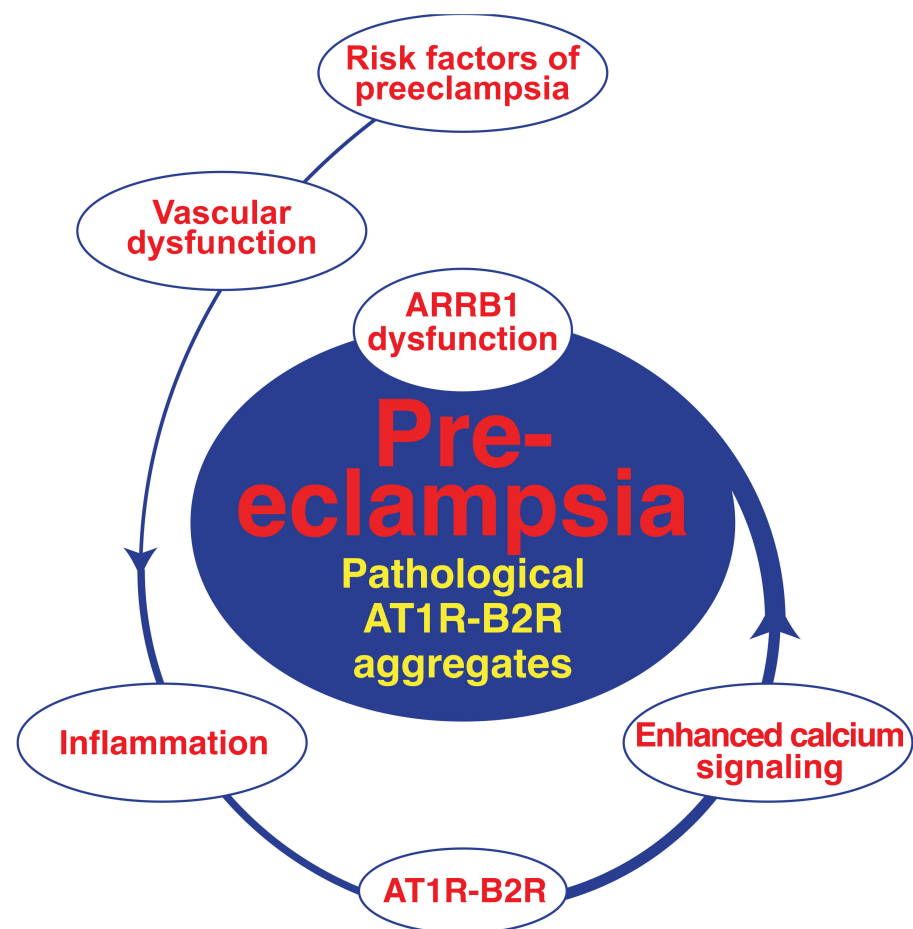 Risk factors of
preeclampsia
Vascular
dysfunction
ARRB1
dysfunction
Pre-
eclampsia
Pathological
AT1R-B2R
aggregates
Inflammation
Enhanced calcium
signaling
AT1R-B2R